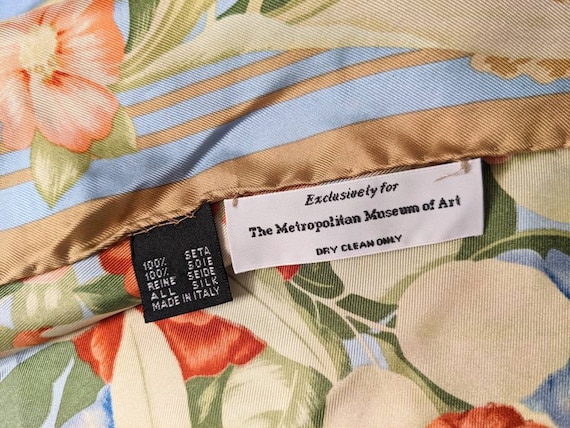 Exclusively for
The Metropolitan Museum of Art
DRY CLEAN ONLY
100% SETA
100% SOIE
REINE SEIDE
ALL SILK
MADE IN ITALY